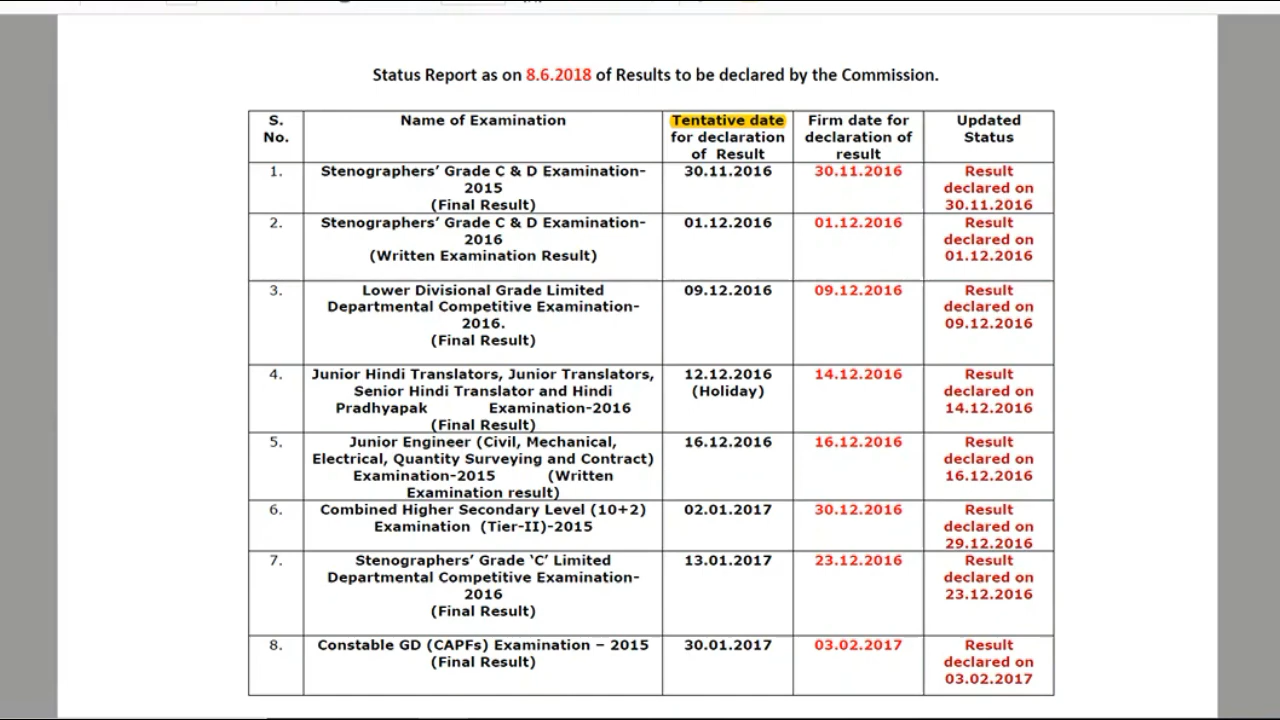 Status Report as on 8.6.2018 of Results to be declared by the Commission.
S. No. Name of Examination Tentative date for declaration of Result Firm date for declaration of result Updated Status
1. Stenographers’ Grade C & D Examination- 2015 (Final Result) 30.11.2016 30.11.2016 Result declared on 30.11.2016
2. Stenographers’ Grade C & D Examination- 2016 (Written Examination Result) 01.12.2016 01.12.2016 Result declared on 01.12.2016
3. Lower Divisional Grade Limited Departmental Competitive Examination- 2016. (Final Result) 09.12.2016 09.12.2016 Result declared on 09.12.2016
4. Junior Hindi Translators, Junior Translators, Senior Hindi Translator and Hindi Pradhyapak Examination-2016 (Final Result) 12.12.2016 (Holiday) 14.12.2016 Result declared on 14.12.2016
5. Junior Engineer (Civil, Mechanical, Electrical, Quantity Surveying and Contract) Examination-2015 (Written Examination result) 16.12.2016 16.12.2016 Result declared on 16.12.2016
6. Combined Higher Secondary Level (10+2) Examination (Tier-II)-2015 02.01.2017 30.12.2016 Result declared on 29.12.2016
7. Stenographers’ Grade ‘C’ Limited Departmental Competitive Examination- 2016 (Final Result) 13.01.2017 23.12.2016 Result declared on 23.12.2016
8. Constable GD (CAPFs) Examination – 2015 (Final Result) 30.01.2017 03.02.2017 Result declared on 03.02.2017